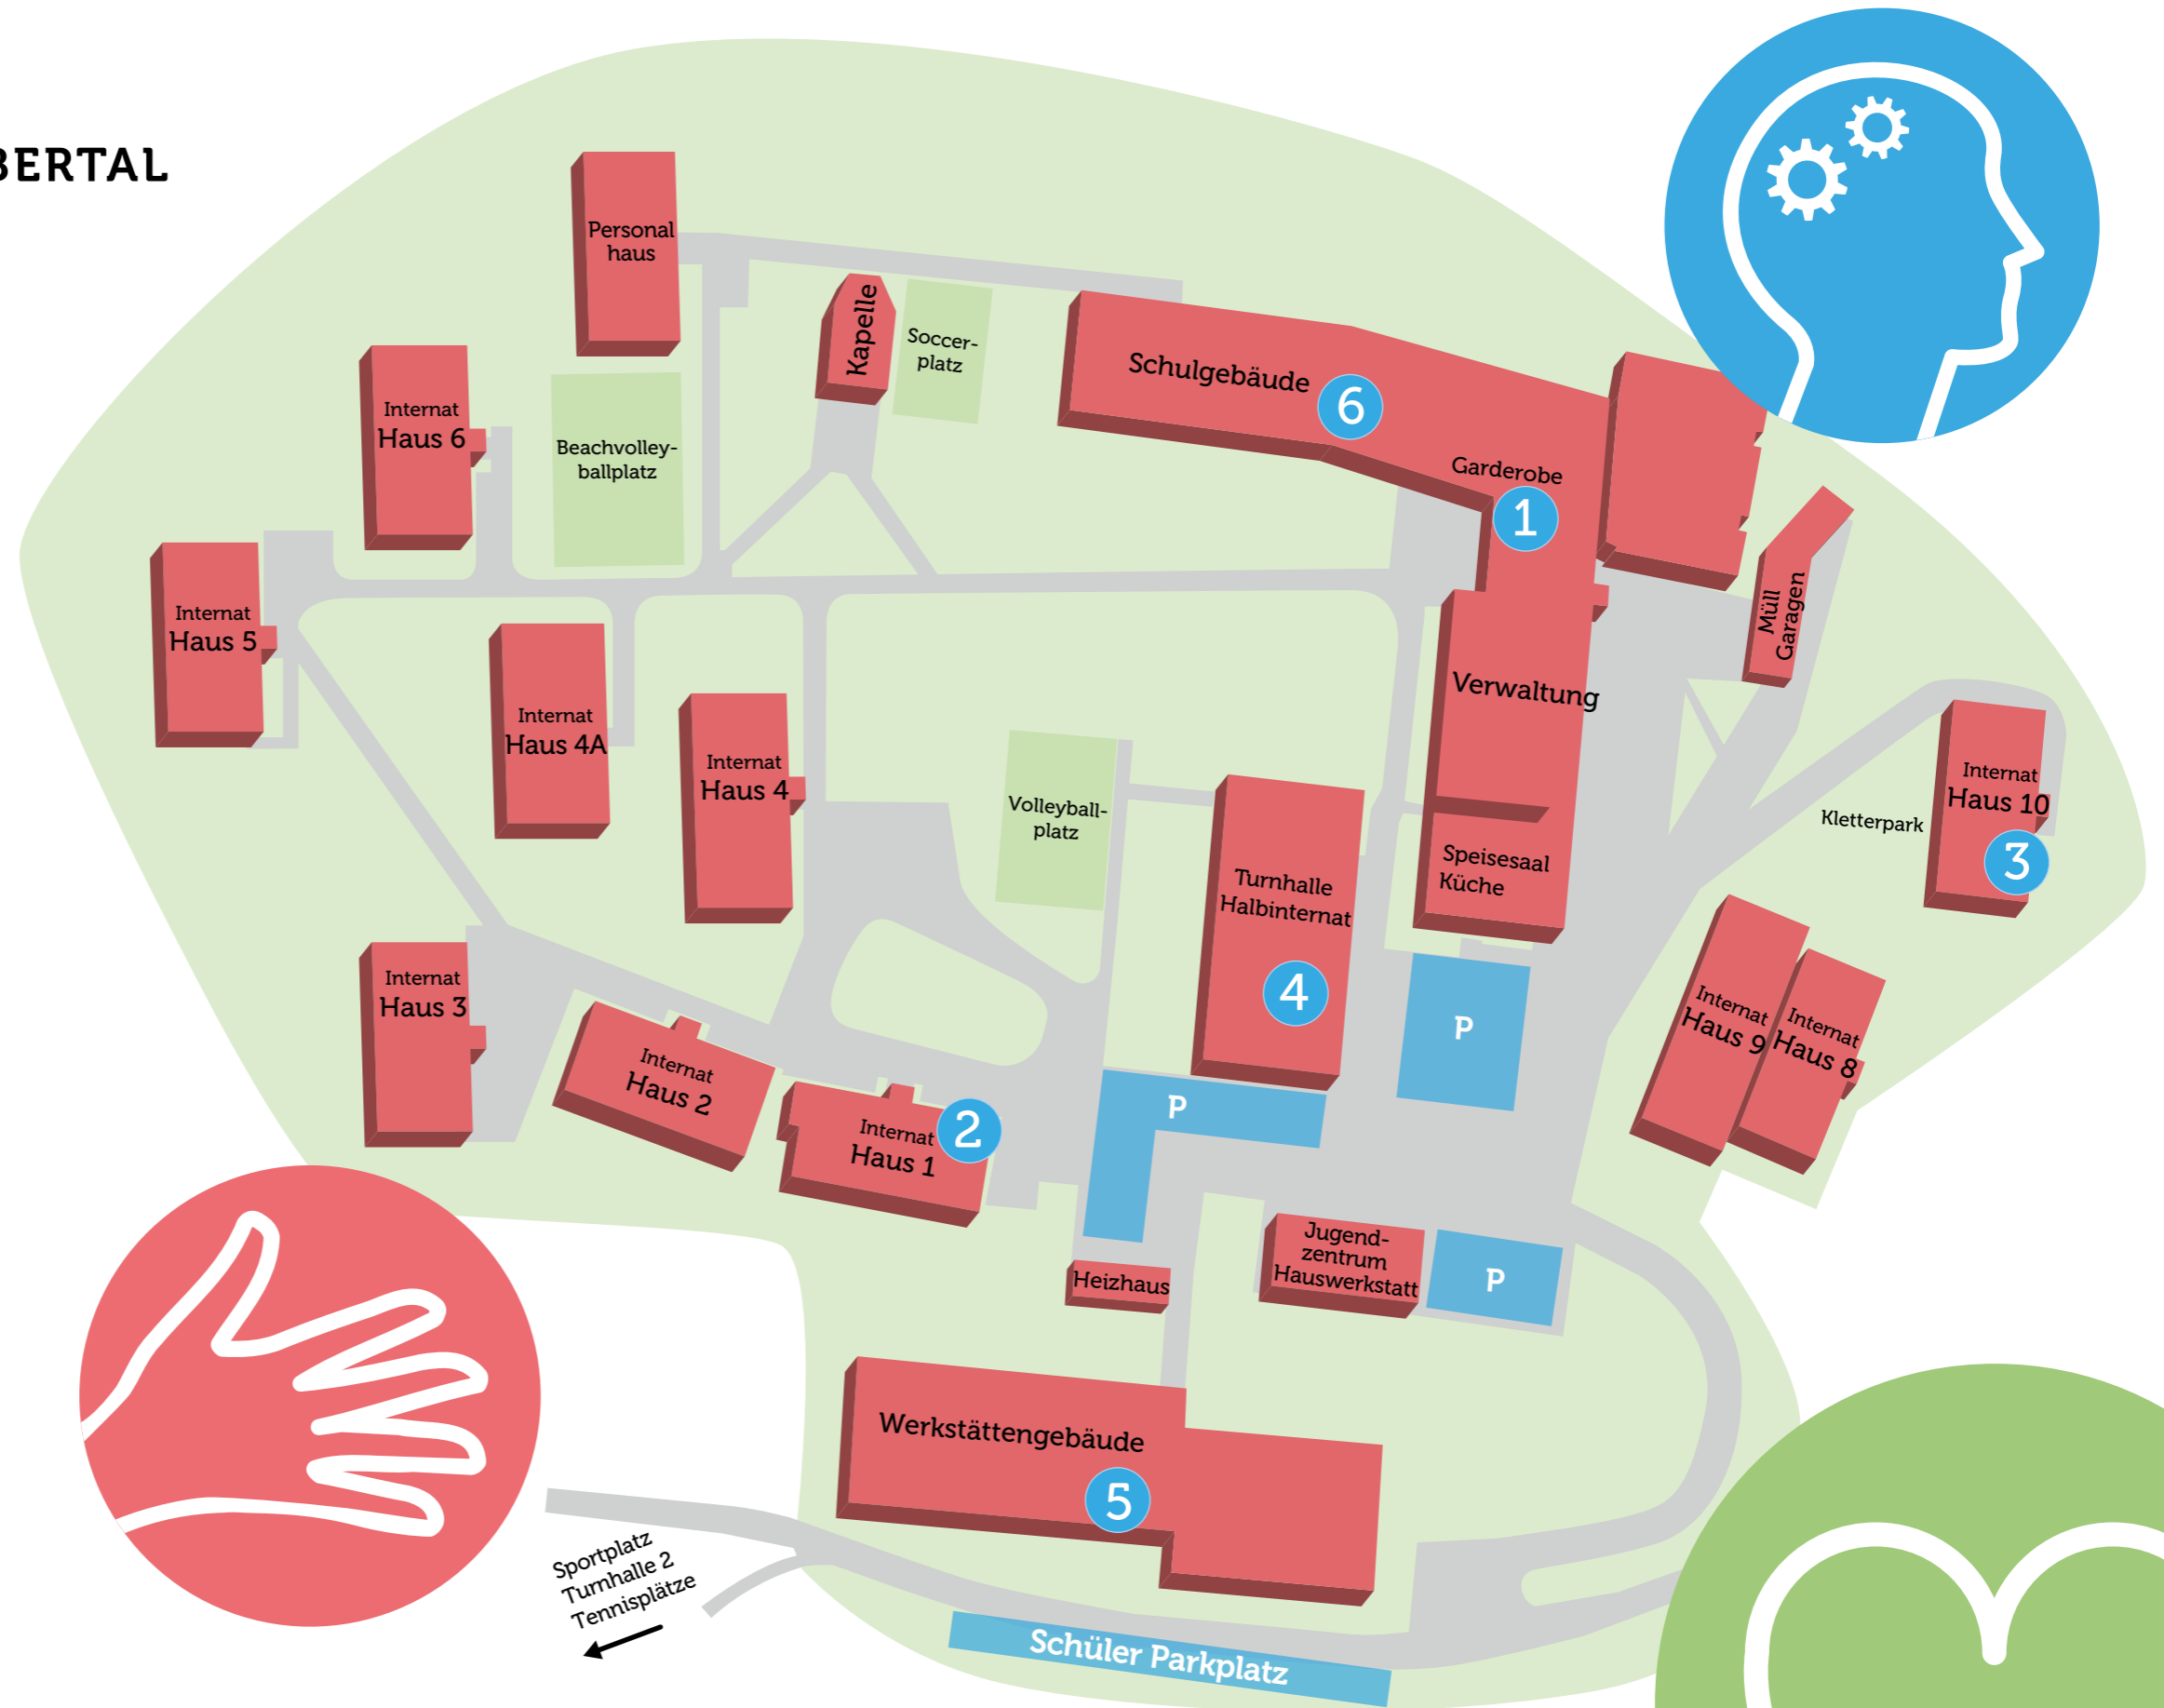 BERTAL
Personal
haus
Kapelle
Soccer-
platz
Schulgebäude
6
Internat
Haus 6
Beachvolley-
ballplatz
Garderobe
1
Internat
Haus 5
Müll
Garagen
Internat
Haus 4A
Internat
Haus 4
Verwaltung
Volleyball-
platz
Internat
Haus 10
3
Kletterpark
Speisesaal
Küche
Turnhalle
Halbinternat
4
Internat
Haus 3
Internat
Haus 2
Internat
Haus 1
2
P
P
Internat
Haus 9
Internat
Haus 8
Jugend-
zentrum
Hauswerkstatt
P
Heizhaus
Werkstättengebäude
5
Sportplatz
Turnhalle 2
Tennisplätze
Schüler Parkplatz